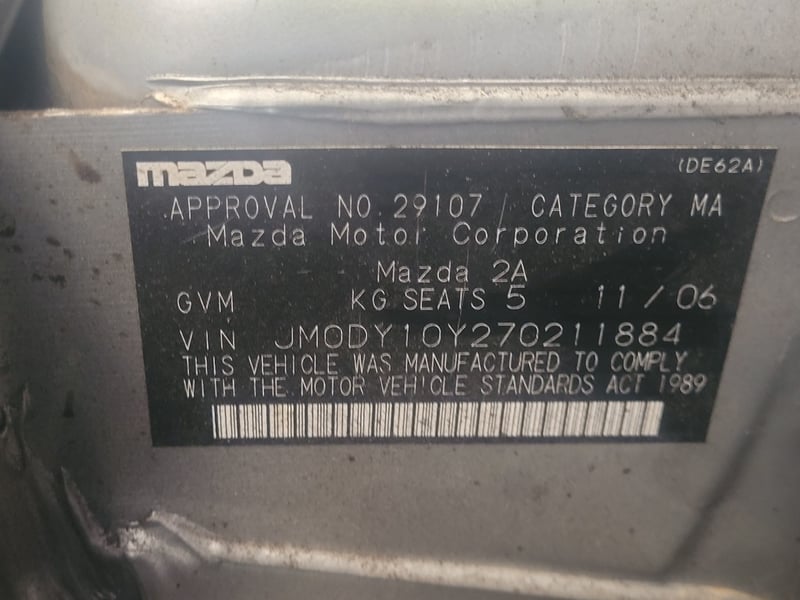 mazda (DE62A)
APPROVAL NO. 29107 CATEGORY MA
Mazda Motor Corporation
Mazda 2A
GVM KG SEATS 5 11/06
VIN JM0DY10Y270211884
THIS VEHICLE WAS MANUFACTURED TO COMPLY
WITH THE MOTOR VEHICLE STANDARDS ACT 1989